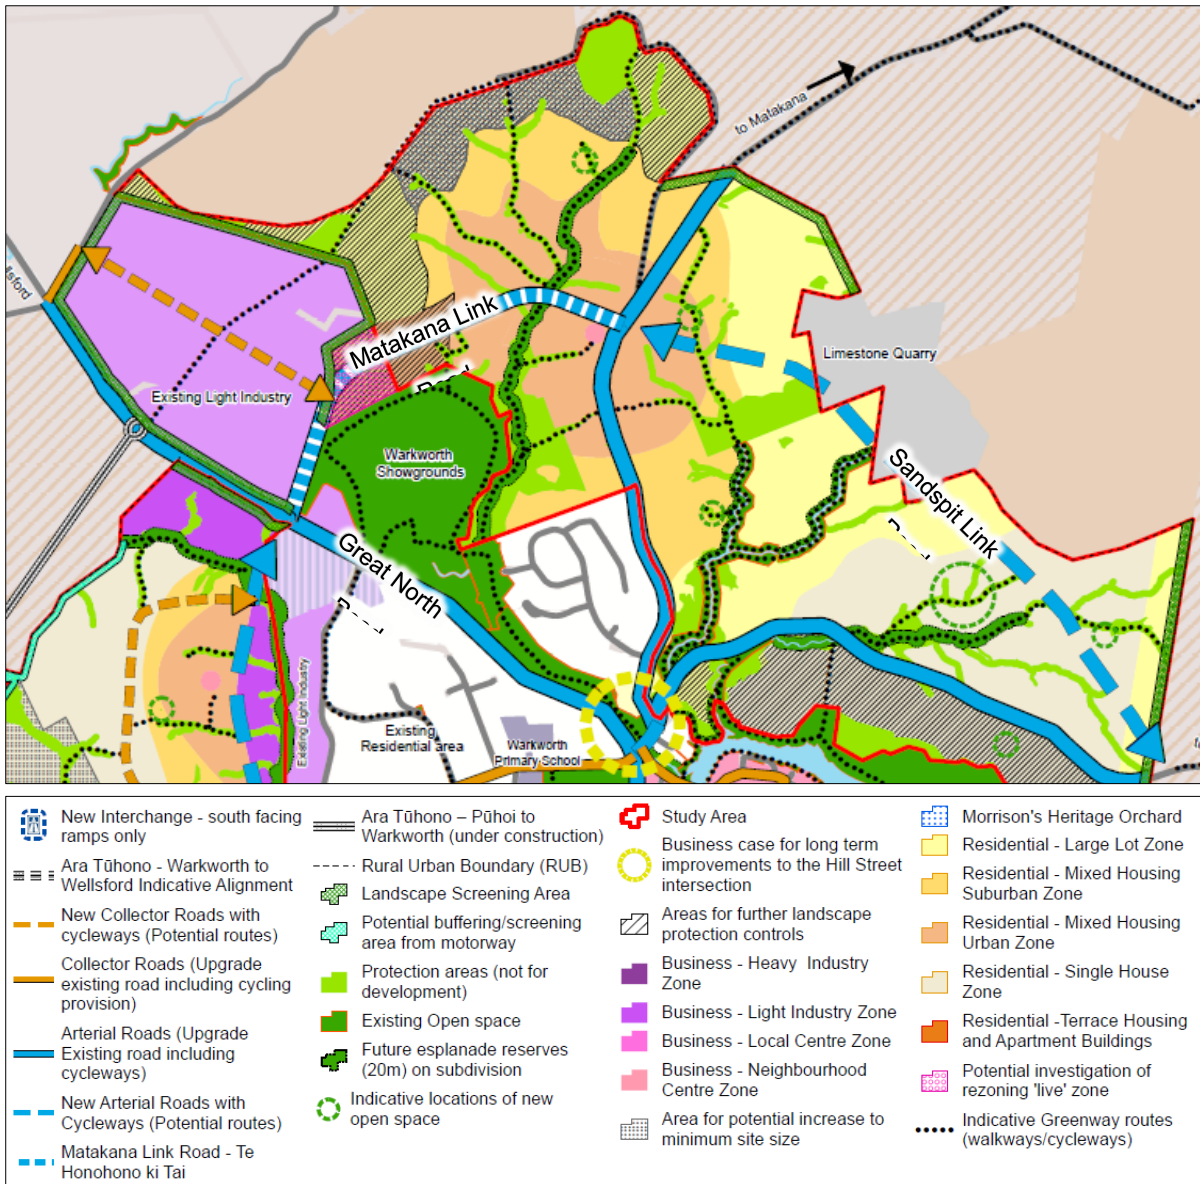 to Matakana
Matakana Link
Limestone Quarry
Existing Light Industry
Warkworth
Showgrounds
Sandspit Link
Great North
Existing Light Industry
Existing
Residential area
Warkworth
Primary School
New Interchange - south facing
ramps only
Ara Tūhono - Warkworth to
Wellsford Indicative Alignment
New Collector Roads with
cycleways (Potential routes)
Collector Roads (Upgrade
existing road including cycling
provision)
Arterial Roads (Upgrade
Existing road including
cycleways)
New Arterial Roads with
Cycleways (Potential routes)
Matakana Link Road - Te
Honohono ki Tai
Ara Tūhono – Pūhoi to
Warkworth (under construction)
Rural Urban Boundary (RUB)
Landscape Screening Area
Potential buffering/screening
area from motorway
Protection areas (not for
development)
Existing Open space
Future esplanade reserves
(20m) on subdivision
Indicative locations of new
open space
Study Area
Business case for long term
improvements to the Hill Street
intersection
Areas for further landscape
protection controls
Business - Heavy Industry
Zone
Business - Light Industry Zone
Business - Local Centre Zone
Business - Neighbourhood
Centre Zone
Area for potential increase to
minimum site size
Morrison's Heritage Orchard
Residential - Large Lot Zone
Residential - Mixed Housing
Suburban Zone
Residential - Mixed Housing
Urban Zone
Residential - Single House
Zone
Residential -Terrace Housing
and Apartment Buildings
Potential investigation of
rezoning 'live' zone
Indicative Greenway routes
(walkways/cycleways)